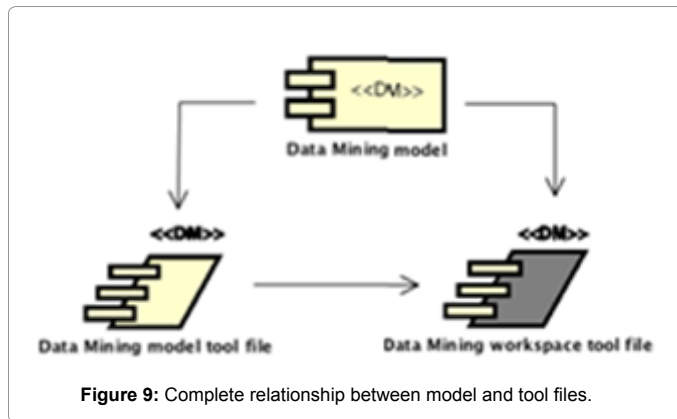 <<DM>>
Data Mining model
<<DM>>
<<DM>>
Data Mining model tool file
Data Mining workspace tool file
Figure 9: Complete relationship between model and tool files.